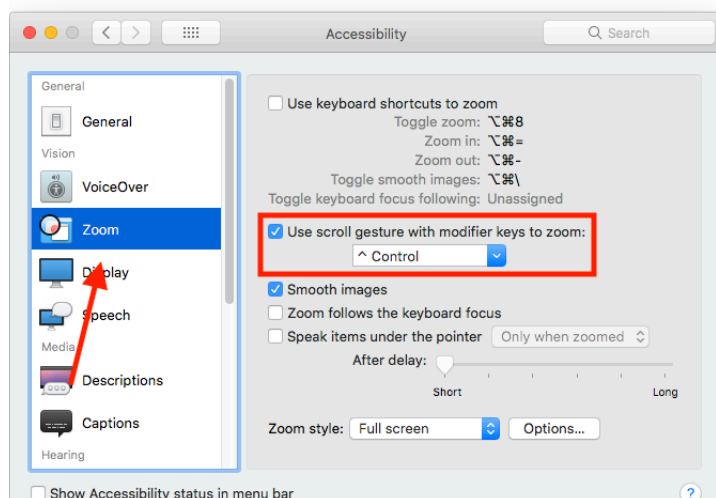 Accessibility
Search
General
General
Vision
VoiceOver
Zoom
Display
Speech
Media
Descriptions
Captions
Hearing
Use keyboard shortcuts to zoom
Toggle zoom: ⌥⌘8
Zoom in: ⌥⌘=
Zoom out: ⌥⌘-
Toggle smooth images: ⌥⌘\
Toggle keyboard focus following: Unassigned
Use scroll gesture with modifier keys to zoom:
^ Control
Smooth images
Zoom follows the keyboard focus
Speak items under the pointer Only when zoomed
After delay:
Short Long
Zoom style: Full screen Options...
Show Accessibility status in menu bar ?